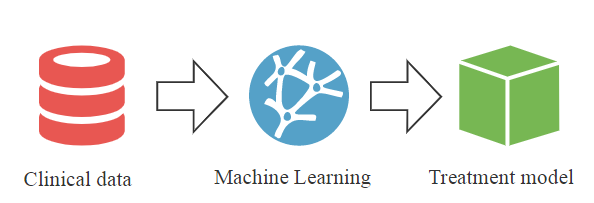 Clinical data
Machine Learning
Treatment model